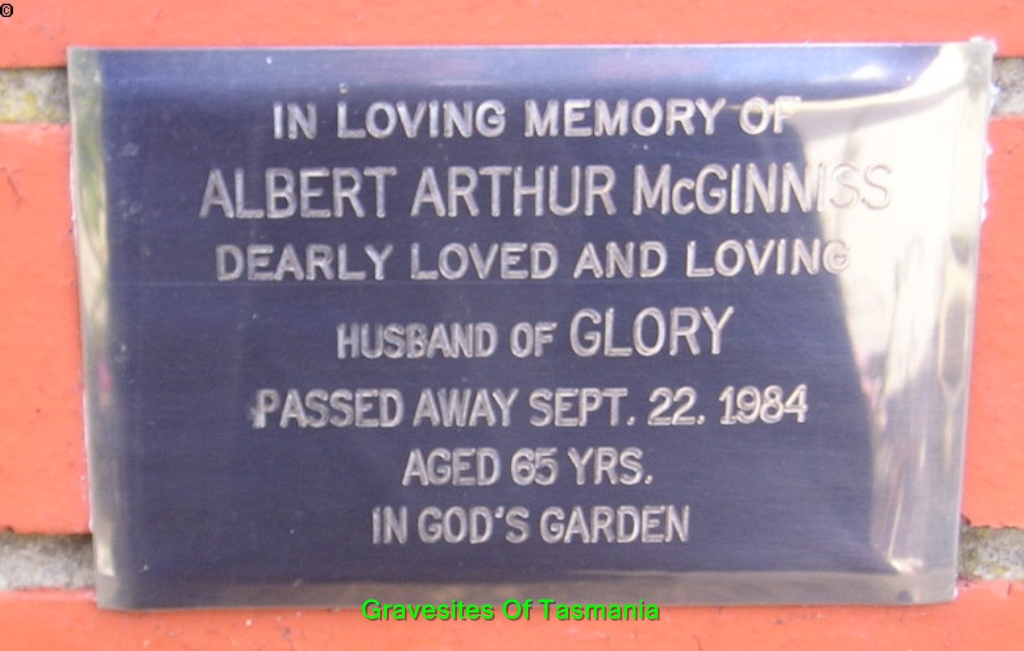 ©
IN LOVING MEMORY OF
ALBERT ARTHUR McGINNISS
DEARLY LOVED AND LOVING
HUSBAND OF GLORY
PASSED AWAY SEPT. 22. 1984
AGED 65 YRS.
IN GOD'S GARDEN
Gravesites Of Tasmania